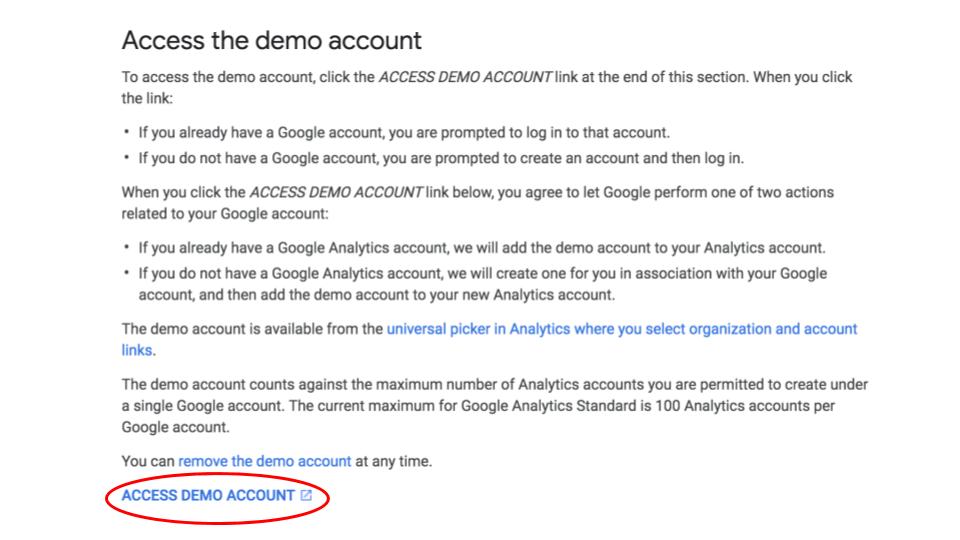 Access the demo account
To access the demo account, click the ACCESS DEMO ACCOUNT link at the end of this section. When you click
the link:
• If you already have a Google account, you are prompted to log in to that account.
• If you do not have a Google account, you are prompted to create an account and then log in.
When you click the ACCESS DEMO ACCOUNT link below, you agree to let Google perform one of two actions
related to your Google account:
• If you already have a Google Analytics account, we will add the demo account to your Analytics account.
• If you do not have a Google Analytics account, we will create one for you in association with your Google
account, and then add the demo account to your new Analytics account.
The demo account is available from the universal picker in Analytics where you select organization and account
links.
The demo account counts against the maximum number of Analytics accounts you are permitted to create under
a single Google account. The current maximum for Google Analytics Standard is 100 Analytics accounts per
Google account.
You can remove the demo account at any time.
ACCESS DEMO ACCOUNT